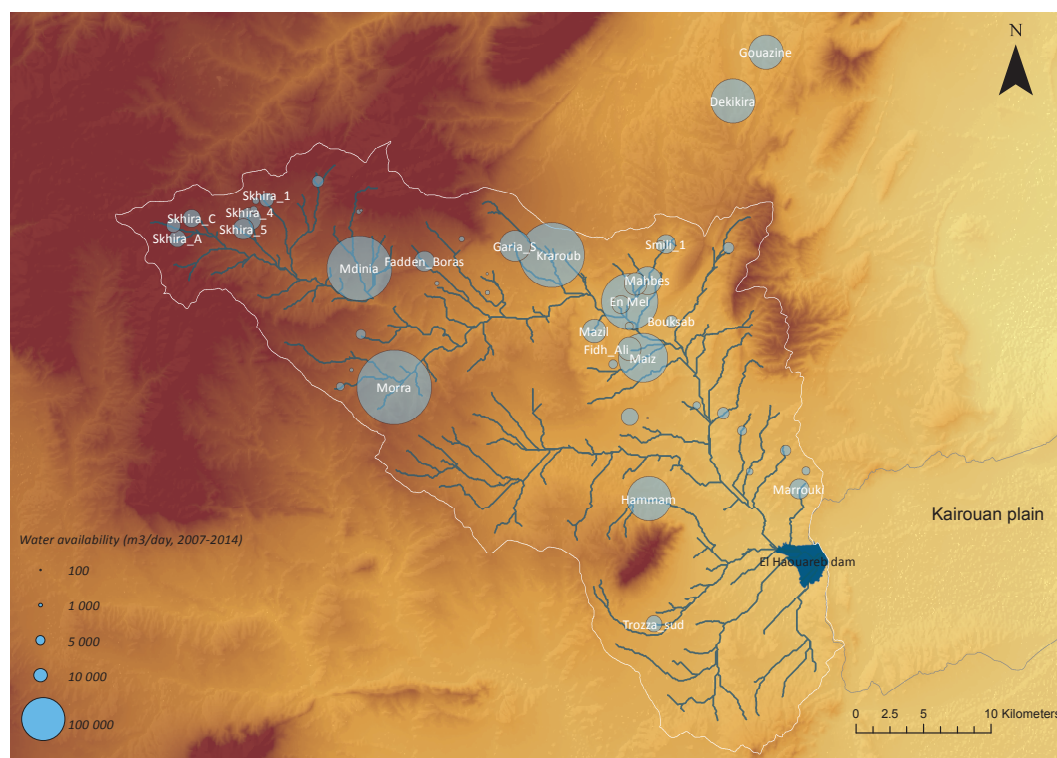 Gouazine
N
Dekikira
Skhira_1
Skhira_4
Skhira_C
Skhira_5
Skhira_A
Garia_S
Kraroub
Smili_1
Mdinia
Fadden_Boras
Mahbes
En Mel
Bouksab
Mazil
Fidh_Ali
Maiz
Morra
Marrouki
Hammam
Kairouan plain
Water availability (m3/day, 2007-2014)
El Haouareb dam
100
1 000
5 000
10 000
100 000
Trozza_sud
0 2.5 5 10 Kilometers